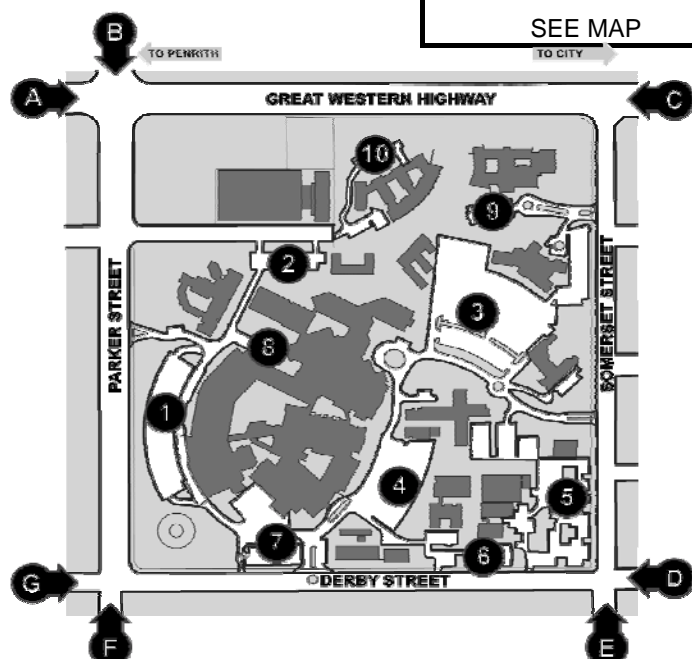 SEE MAP
B
TO PENRITH
TO CITY
A
GREAT WESTERN HIGHWAY
C
10
9
2
3
PARKER STREET
SOMERSET STREET
8
1
4
5
7
6
G
DERBY STREET
D
F
E